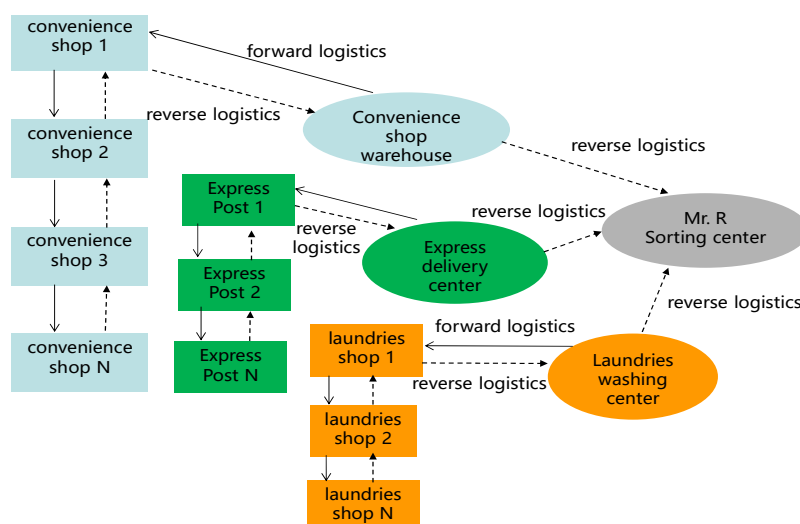 convenience
shop 1
forward logistics
reverse logistics
Convenience
shop
warehouse
convenience
shop 2
reverse logistics
Express
Post 1
reverse logistics
Mr. R
Sorting center
reverse
logistics
Express
delivery
center
convenience
shop 3
Express
Post 2
reverse logistics
forward logistics
convenience
shop N
Express
Post N
laundries
shop 1
reverse logistics
Laundries
washing
center
laundries
shop 2
laundries
shop N